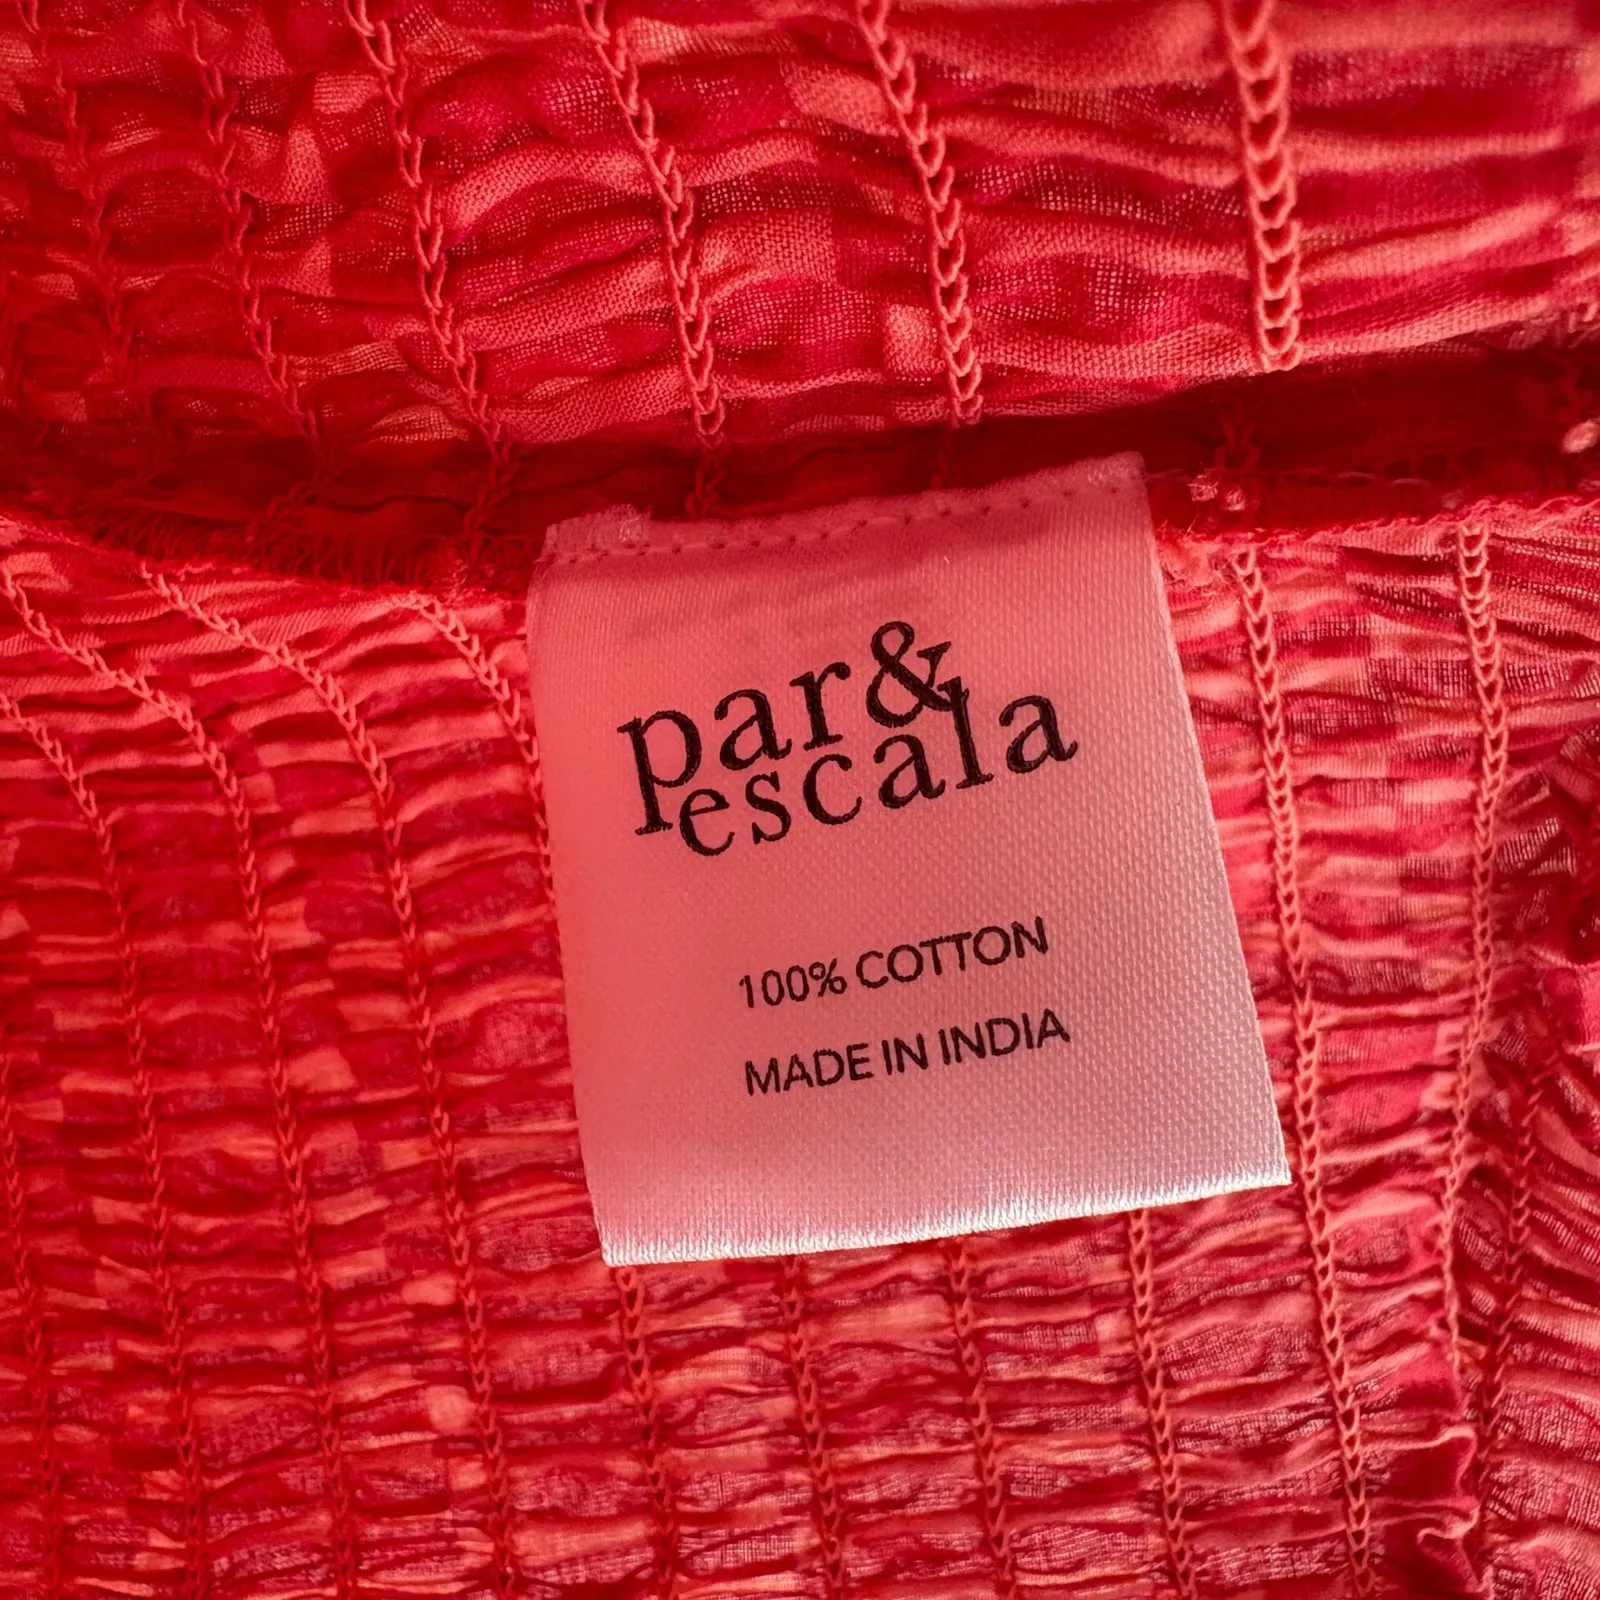 par&
escala
100% COTTON
MADE IN INDIA